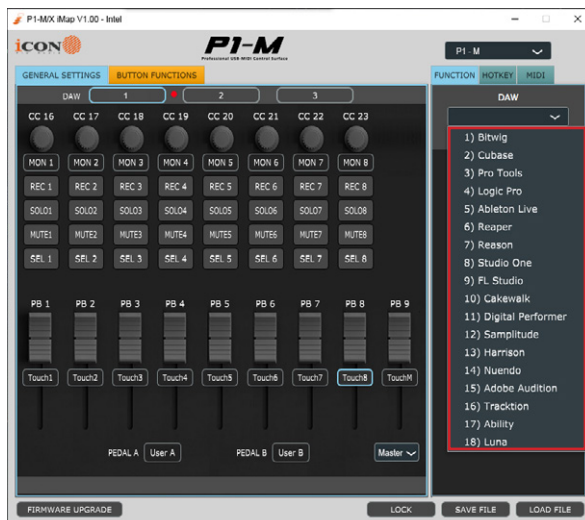 P1-M/X iMap V1.00 - Intel
icon
P1-M
Professional USB MIDI Control Surface
P1-M
GENERAL SETTINGS BUTTON FUNCTIONS
FUNCTION HOTKEY MIDI
DAW 1 2 3
DAW
CC 16 CC 17 CC 18 CC 19 CC 20 CC 21 CC 22 CC 23
MON 1 MON 2 MON 3 MON 4 MON 5 MON 6 MON 7 MON 8
REC 1 REC 2 REC 3 REC 4 REC 5 REC 6 REC 7 REC 8
SOLO1 SOLO2 SOLO3 SOLO4 SOLO5 SOLO6 SOLO7 SOLO8
MUTE1 MUTE2 MUTE3 MUTE4 MUTE5 MUTE6 MUTE7 MUTE8
SEL 1 SEL 2 SEL 3 SEL 4 SEL 5 SEL 6 SEL 7 SEL 8
PB 1 PB 2 PB 3 PB 4 PB 5 PB 6 PB 7 PB 8 PB 9
Touch1 Touch2 Touch3 Touch4 Touch5 Touch6 Touch7 Touch8 TouchM
PEDAL A User A PEDAL B User B Master
1) Bitwig
2) Cubase
3) Pro Tools
4) Logic Pro
5) Ableton Live
6) Reaper
7) Reason
8) Studio One
9) FL Studio
10) Cakewalk
11) Digital Performer
12) Samplitude
13) Harrison
14) Nuendo
15) Adobe Audition
16) Tracktion
17) Ability
18) Luna
FIRMWARE UPGRADE LOCK SAVE FILE LOAD FILE